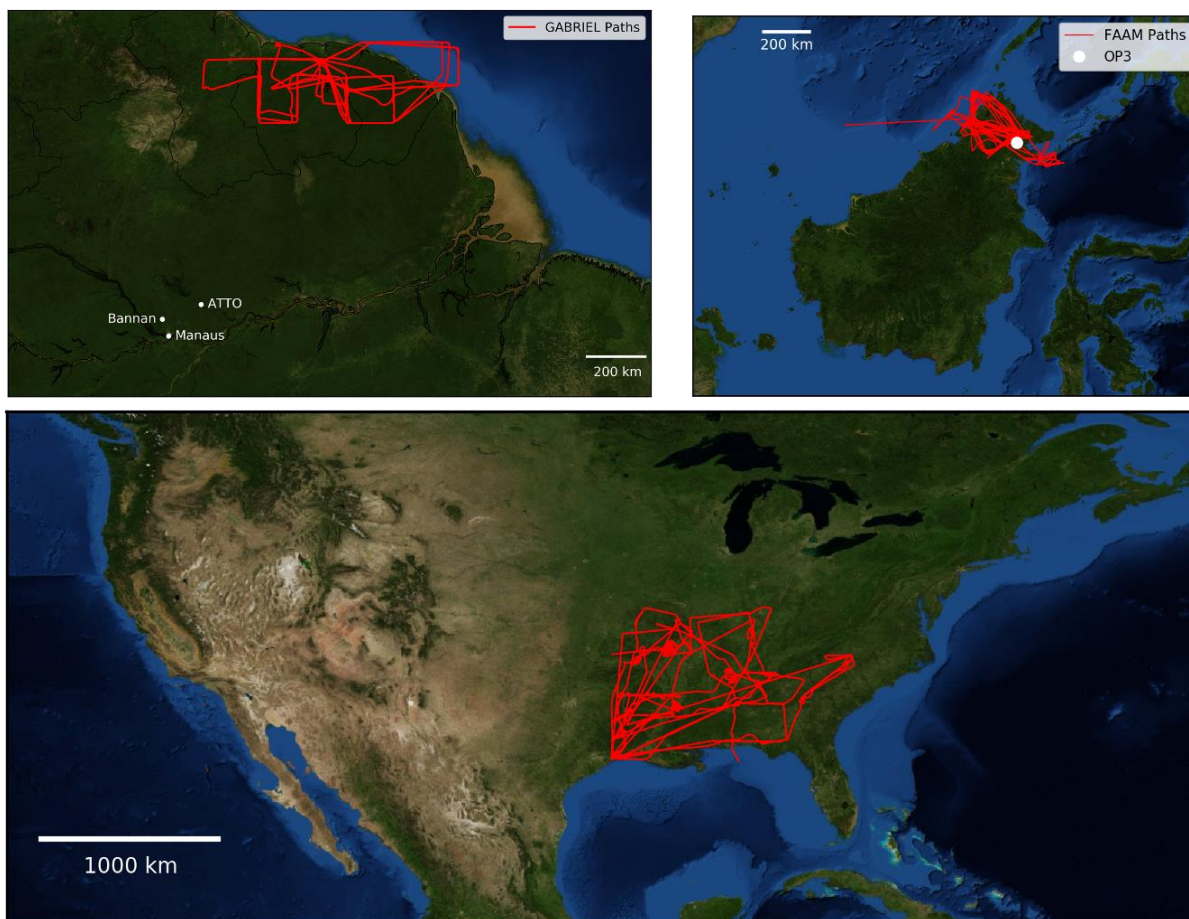 GABRIEL Paths
ATTO
Bannan
Manaus
200 km
200 km
FAAM Paths
OP3
1000 km